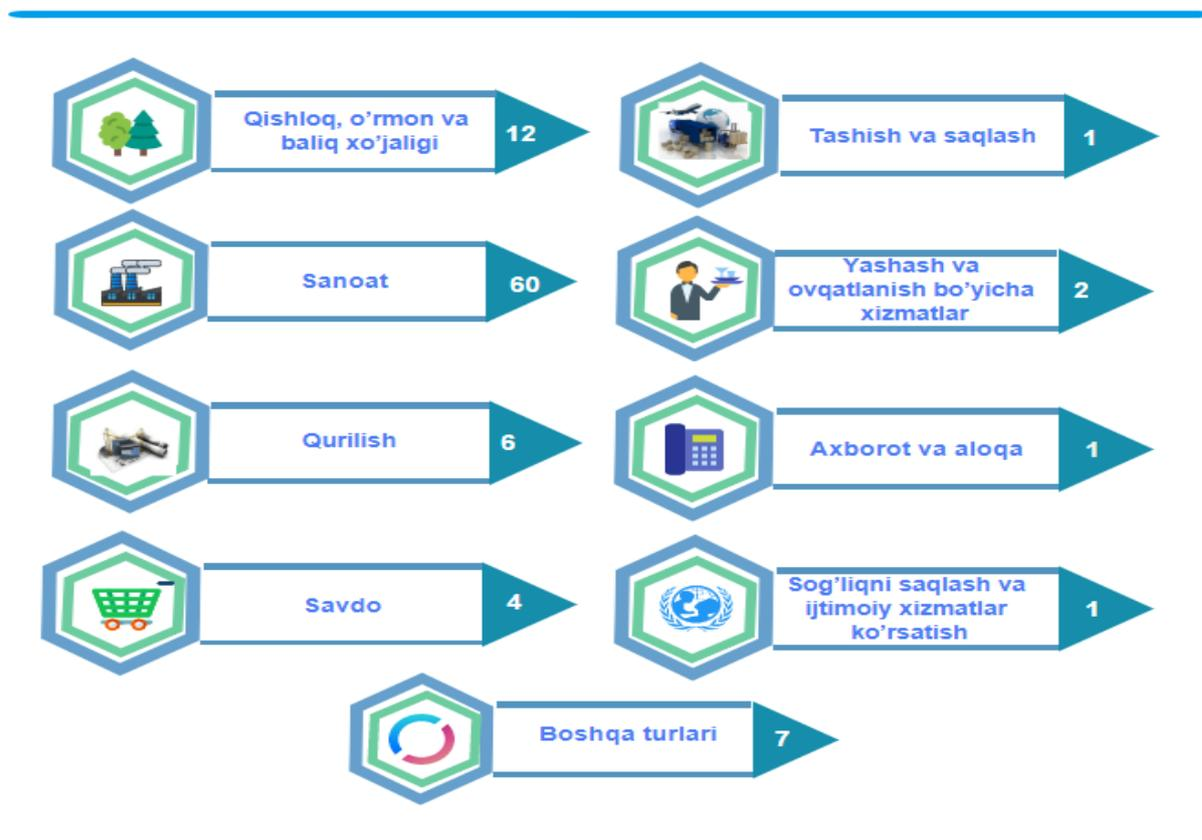 Qishloq, o’rmon va
baliq xo’jaligi
12
Tashish va saqlash
1
Sanoat
60
Yashash va
ovqatlanish bo’yicha
xizmatlar
2
Qurilish
6
Axborot va aloqa
1
Savdo
4
Sog’liqni saqlash va
ijtimoiy xizmatlar
ko’rsatish
1
Boshqa turlari
7